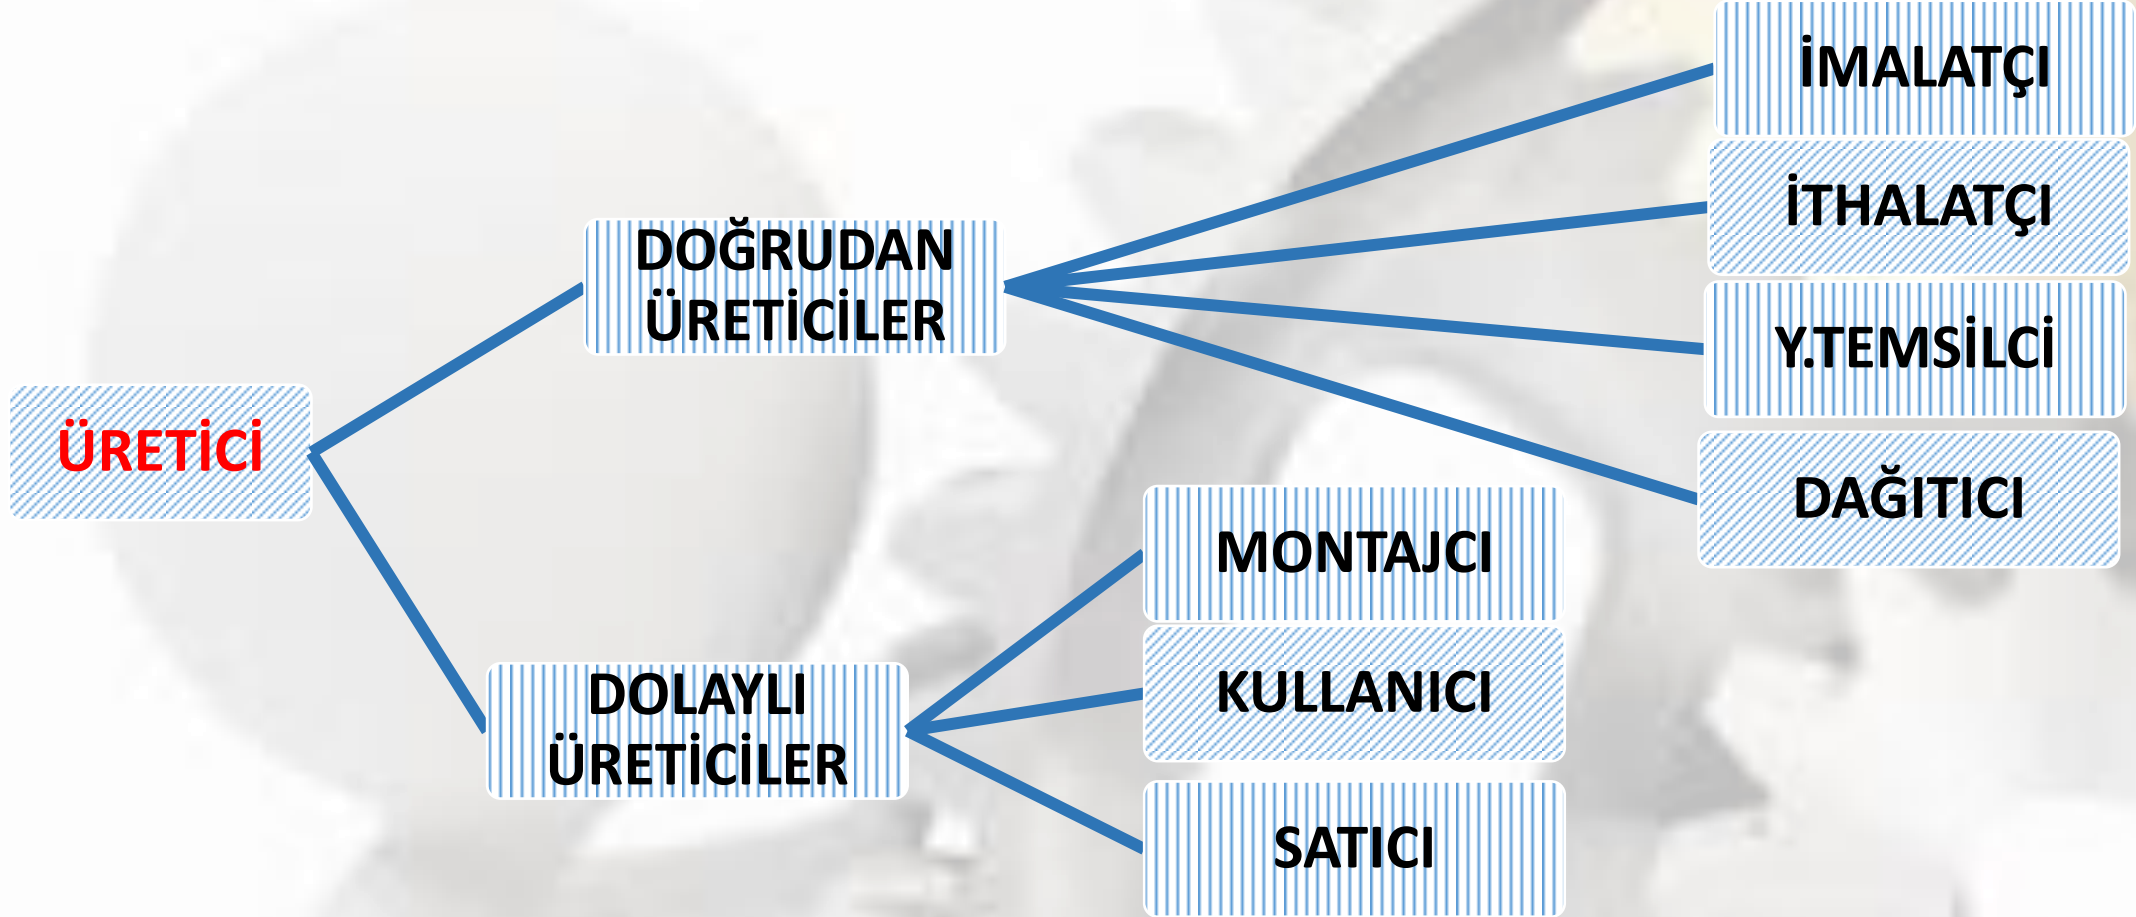 ÜRETİCİ
DOĞRUDAN
ÜRETİCİLER
İMALATÇI
İTHALATÇI
Y.TEMSİLCİ
DAĞITICI
DOLAYLI
ÜRETİCİLER
MONTAJCI
KULLANICI
SATICI